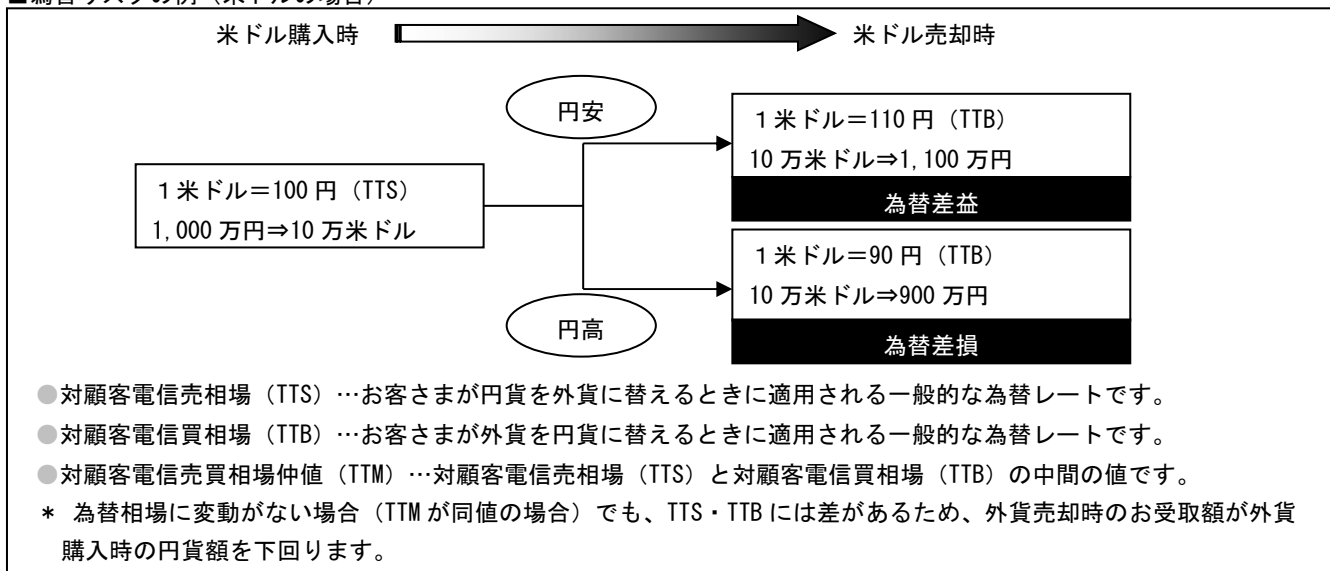 ■為替リスクの例（米ドルの場合）
米ドル購入時
米ドル売却時
円安
1米ドル＝110円（TTB）
10万米ドル⇒1,100万円
為替差益
1米ドル＝100円（TTS）
1,000万円⇒10万米ドル
1米ドル＝90円（TTB）
10万米ドル⇒900万円
為替差損
円高
●対顧客電信売相場（TTS）…お客さまが円貨を外貨に替えるときに適用される一般的な為替レートです。
●対顧客電信買相場（TTB）…お客さまが外貨を円貨に替えるときに適用される一般的な為替レートです。
●対顧客電信売買相場仲値（TTM）…対顧客電信売相場（TTS）と対顧客電信買相場（TTB）の中間の値です。
* 為替相場に変動がない場合（TTMが同値の場合）でも、TTS・TTBには差があるため、外貨売却時のお受取額が外貨
購入時の円貨額を下回ります。